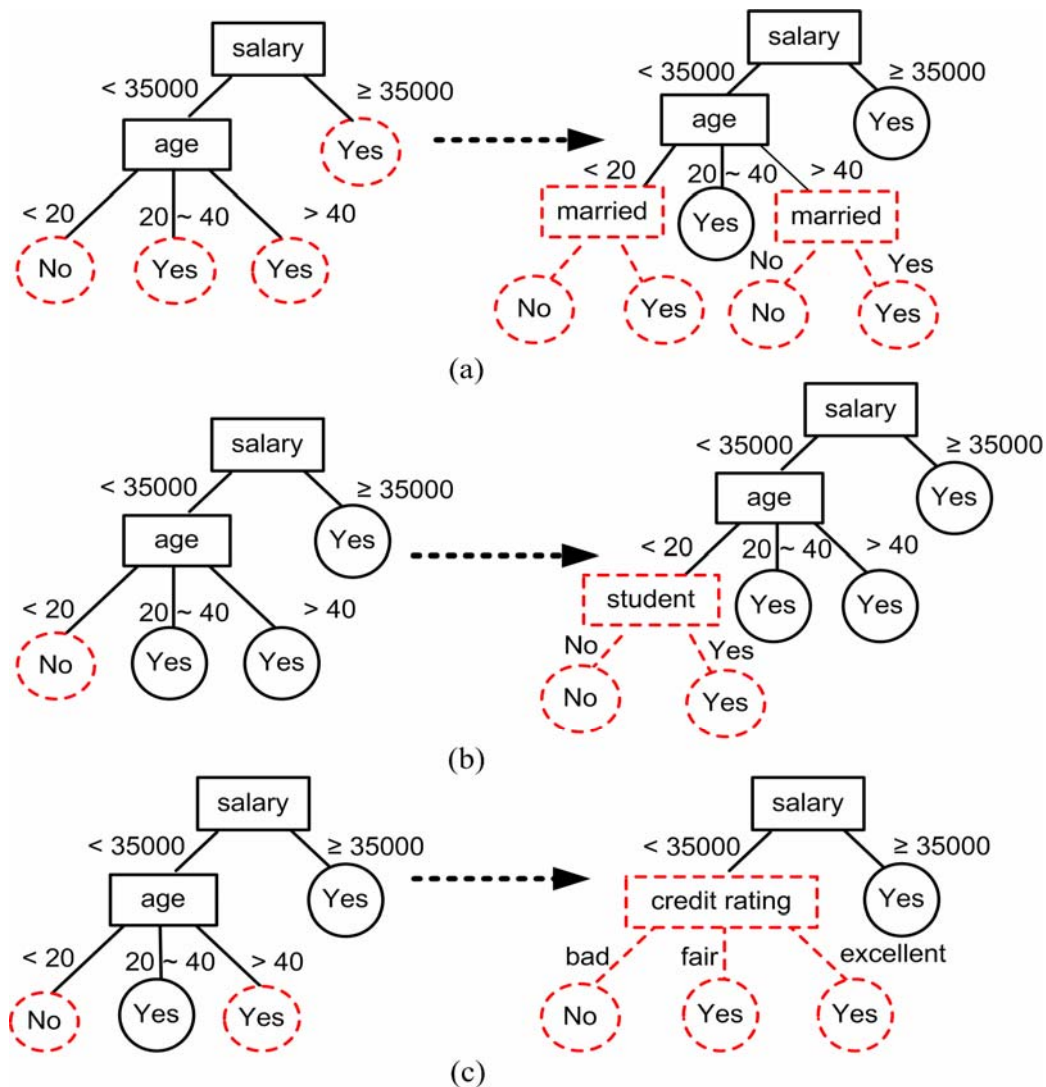 salary
< 35000
≥ 35000
age
Yes
< 20
20 ~ 40
> 40
No
Yes
Yes
salary
< 35000
≥ 35000
age
Yes
< 20
20 ~ 40
> 40
married
Yes
married
No
Yes
No
Yes
No
Yes
(a)
salary
< 35000
≥ 35000
age
Yes
< 20
20 ~ 40
> 40
No
Yes
Yes
salary
< 35000
≥ 35000
age
Yes
< 20
20 ~ 40
> 40
student
Yes
Yes
No
Yes
No
Yes
(b)
salary
< 35000
≥ 35000
age
Yes
< 20
20 ~ 40
> 40
No
Yes
Yes
salary
< 35000
≥ 35000
credit rating
Yes
bad
fair
excellent
No
Yes
Yes
(c)